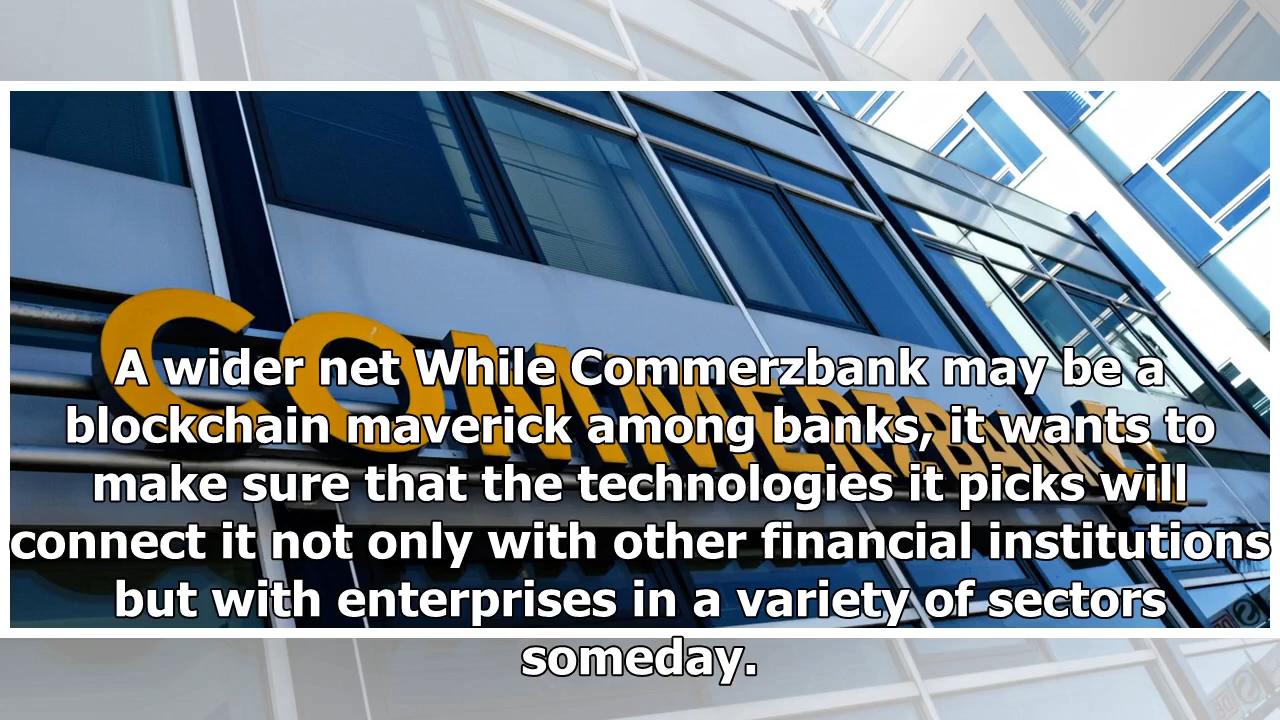 COMMERZBANK
A wider net While Commerzbank may be a
blockchain maverick among banks, it wants to
make sure that the technologies it picks will
connect it not only with other financial institutions
but with enterprises in a variety of sectors
someday.